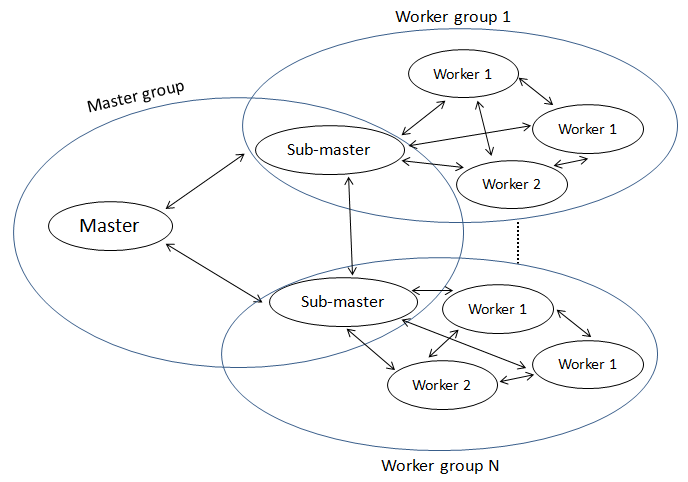 Worker group 1
Master group
Worker 1
Worker 1
Sub-master
Worker 2
Master
Sub-master
Worker 1
Worker 1
Worker 2
Worker group N